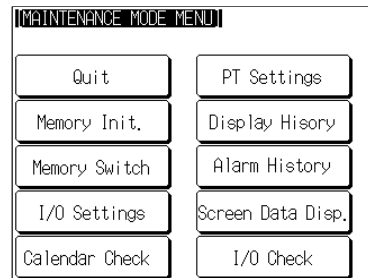 [MAINTENANCE MODE MENU]
Quit
PT Settings
Memory Init.
Display Hisory
Memory Switch
Alarm History
I/O Settings
Screen Data Disp.
Calendar Check
I/O Check